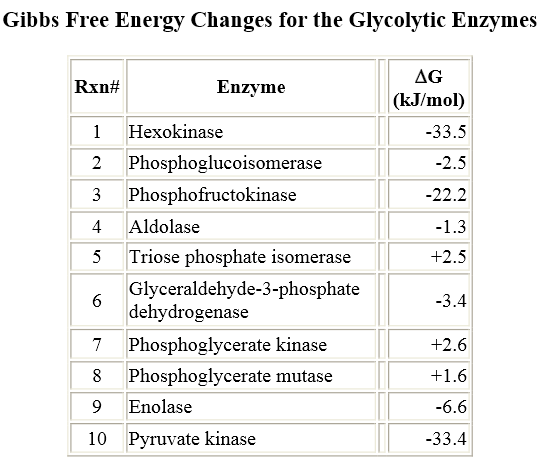 Gibbs Free Energy Changes for the Glycolytic Enzymes
Rxn# Enzyme ΔG
(kJ/mol)
1 Hexokinase -33.5
2 Phosphoglucoisomerase -2.5
3 Phosphofructokinase -22.2
4 Aldolase -1.3
5 Triose phosphate isomerase +2.5
6 Glyceraldehyde-3-phosphate
dehydrogenase -3.4
7 Phosphoglycerate kinase +2.6
8 Phosphoglycerate mutase +1.6
9 Enolase -6.6
10 Pyruvate kinase -33.4